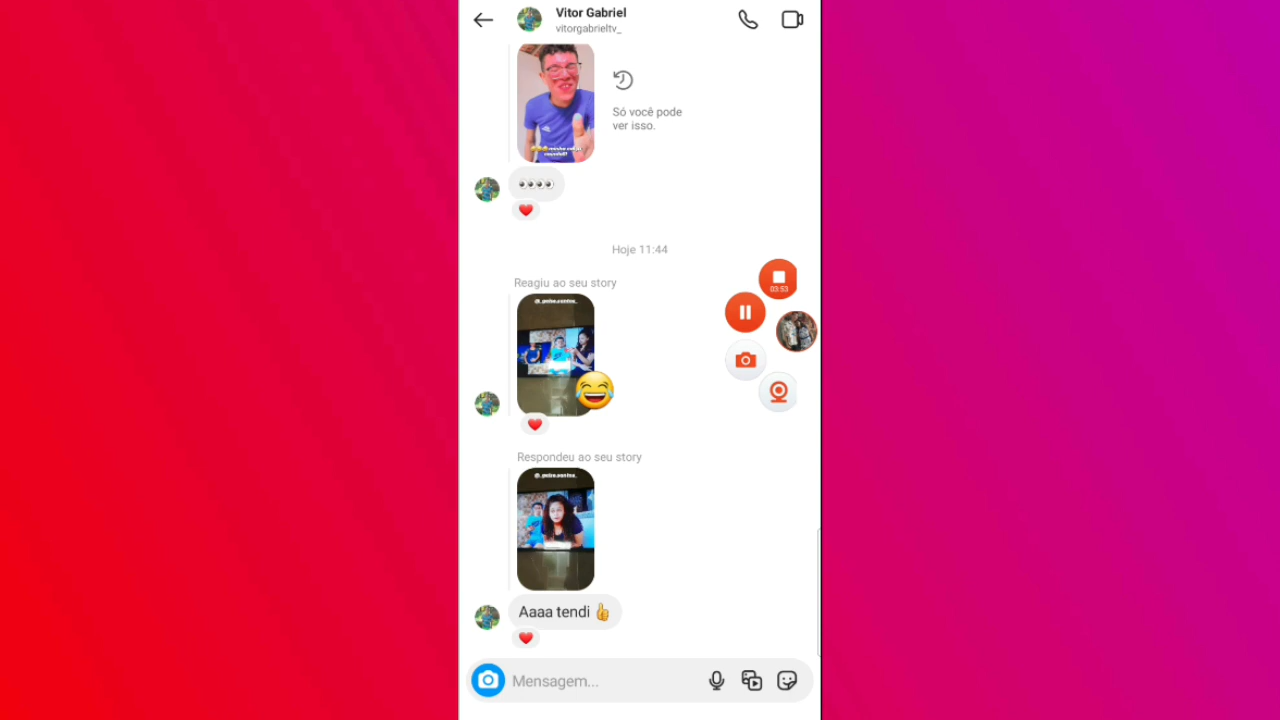 Vitor Gabriel
vitorgabrieltv_
Só você pode
ver isso.
Hoje 11:44
Reagiu ao seu story
03:53
Respondeu ao seu story
Aaaa tendi 👍
Mensagem...